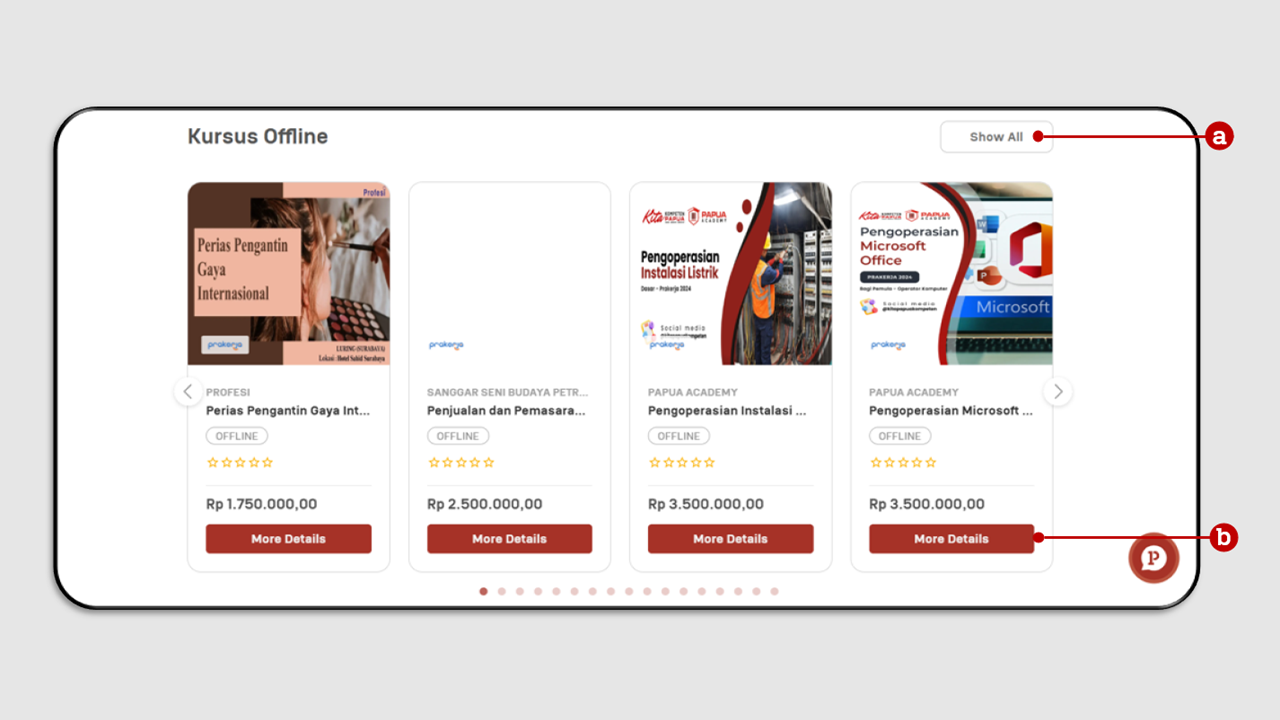 Kursus Offline
Show All
a
Profesi
Perias Pengantin
Gaya
Internasional
prakerja
LURING (SURABAYA)
Lokasi: Hotel Sahid Surabaya
PROFESI
Perias Pengantin Gaya Int...
OFFLINE
Rp 1.750.000,00
More Details
prakerja
SANGGAR SENI BUDAYA PETR...
Penjualan dan Pemasara...
OFFLINE
Rp 2.500.000,00
More Details
Kita KOMPETEN PAPUA
PAPUA ACADEMY
Pengoperasian
Instalasi Listrik
Dasar - Prakerja 2024
Social media
prakerja
PAPUA ACADEMY
Pengoperasian Instalasi ...
OFFLINE
Rp 3.500.000,00
More Details
Kita KOMPETEN PAPUA
PAPUA ACADEMY
Pengoperasian
Microsoft
Office
PRAKERJA 2024
Bagi Pemula - Operator Komputer
Social media
@kitapapuakompeten
prakerja
Microsoft
PAPUA ACADEMY
Pengoperasian Microsoft ...
OFFLINE
Rp 3.500.000,00
More Details
b
P